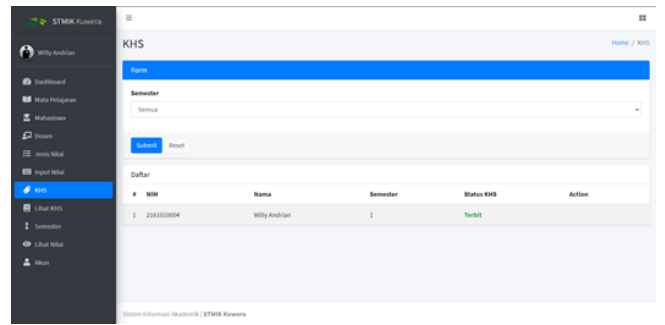 STMIK Kuwera
Willy Andrian
Dashboard
Mata Pelajaran
Mahasiswa
Dosen
Jenis Nilai
Input Nilai
KHS
Lihat KHS
Semester
Lihat Nilai
Akun
KHS
Home / KHS
Form
Semester
Semua
Submit Reset
Daftar
# NIM Nama Semester Status KHS Action
1 2161010004 Willy Andrian 1 Terbit
Sistem Informasi Akademik | STMIK Kuwera